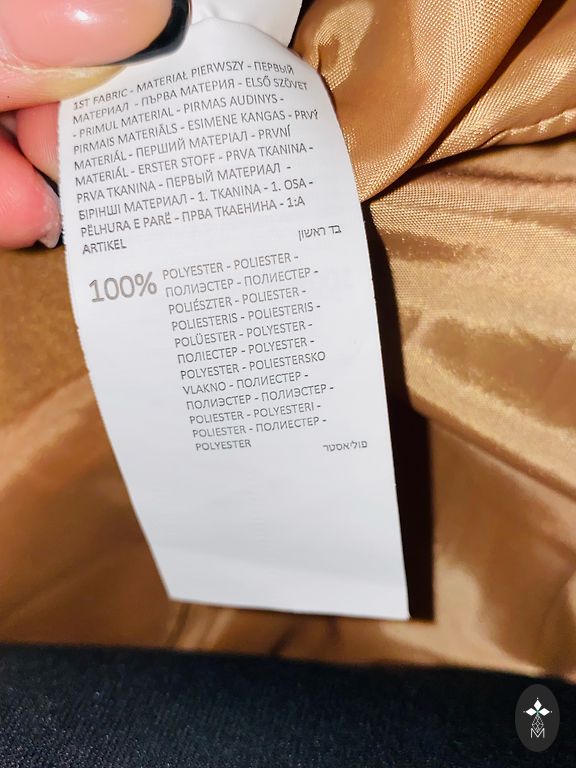 1ST FABRIC - MATERIAŁ PIERWSZY - ПЕРВЫЙ
МАТЕРИАЛ - ПЪРВА МАТЕРИЯ - ELSŐ SZÖVET
- PRIMUL MATERIAL - PIRMAS AUDINYS -
PIRMAIS MATERIĀLS - ESIMENE KANGAS - PRVÝ
MATERIÁL - ПЕРШИЙ МАТЕРІАЛ - PRVNÍ
MATERIÁL - ERSTER STOFF - PRVA TKANINA -
PRVA TKANINA - ПЕРВЫЙ МАТЕРИАЛ -
БІРІНШІ МАТЕРИАЛ - 1. TKANINA - 1. OSA -
PËLHURA E PARË - ПРВА ТКАЕНИНА - 1:A
ARTIKEL
בד ראשון
100% POLYESTER - POLIESTER -
ПОЛИЭСТЕР - ПОЛИЕСТЕР -
POLIÉSZTER - POLIESTER -
POLIESTERIS - POLIESTERIS -
POLÜESTER - POLYESTER -
ПОЛІЕСТЕР - POLYESTER -
POLYESTER - POLIESTERSKO
VLAKNO - ПОЛИЕСТЕР -
ПОЛИЭСТЕР - ПОЛИЭСТЕР -
POLIESTER - POLYESTERI -
POLIESTER - ПОЛИЕСТЕР -
POLYESTER
פוליאסטר
M